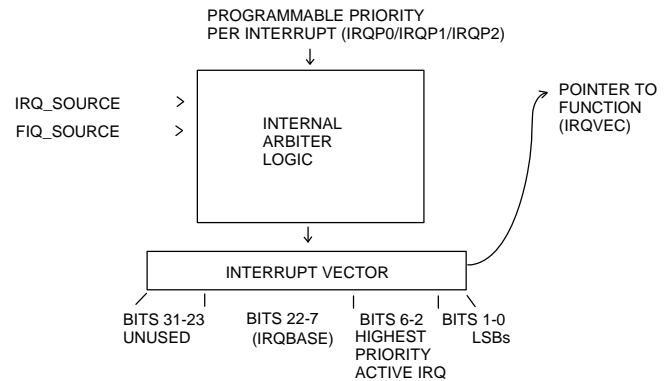 PROGRAMMABLE PRIORITY
PER INTERRUPT (IRQP0/IRQP1/IRQP2)
IRQ_SOURCE
FIQ_SOURCE
INTERNAL
ARBITER
LOGIC
POINTER TO
FUNCTION
(IRQVEC)
INTERRUPT VECTOR
BITS 31-23
UNUSED
BITS 22-7
(IRQBASE)
BITS 6-2
HIGHEST
PRIORITY
ACTIVE IRQ
BITS 1-0
LSBs